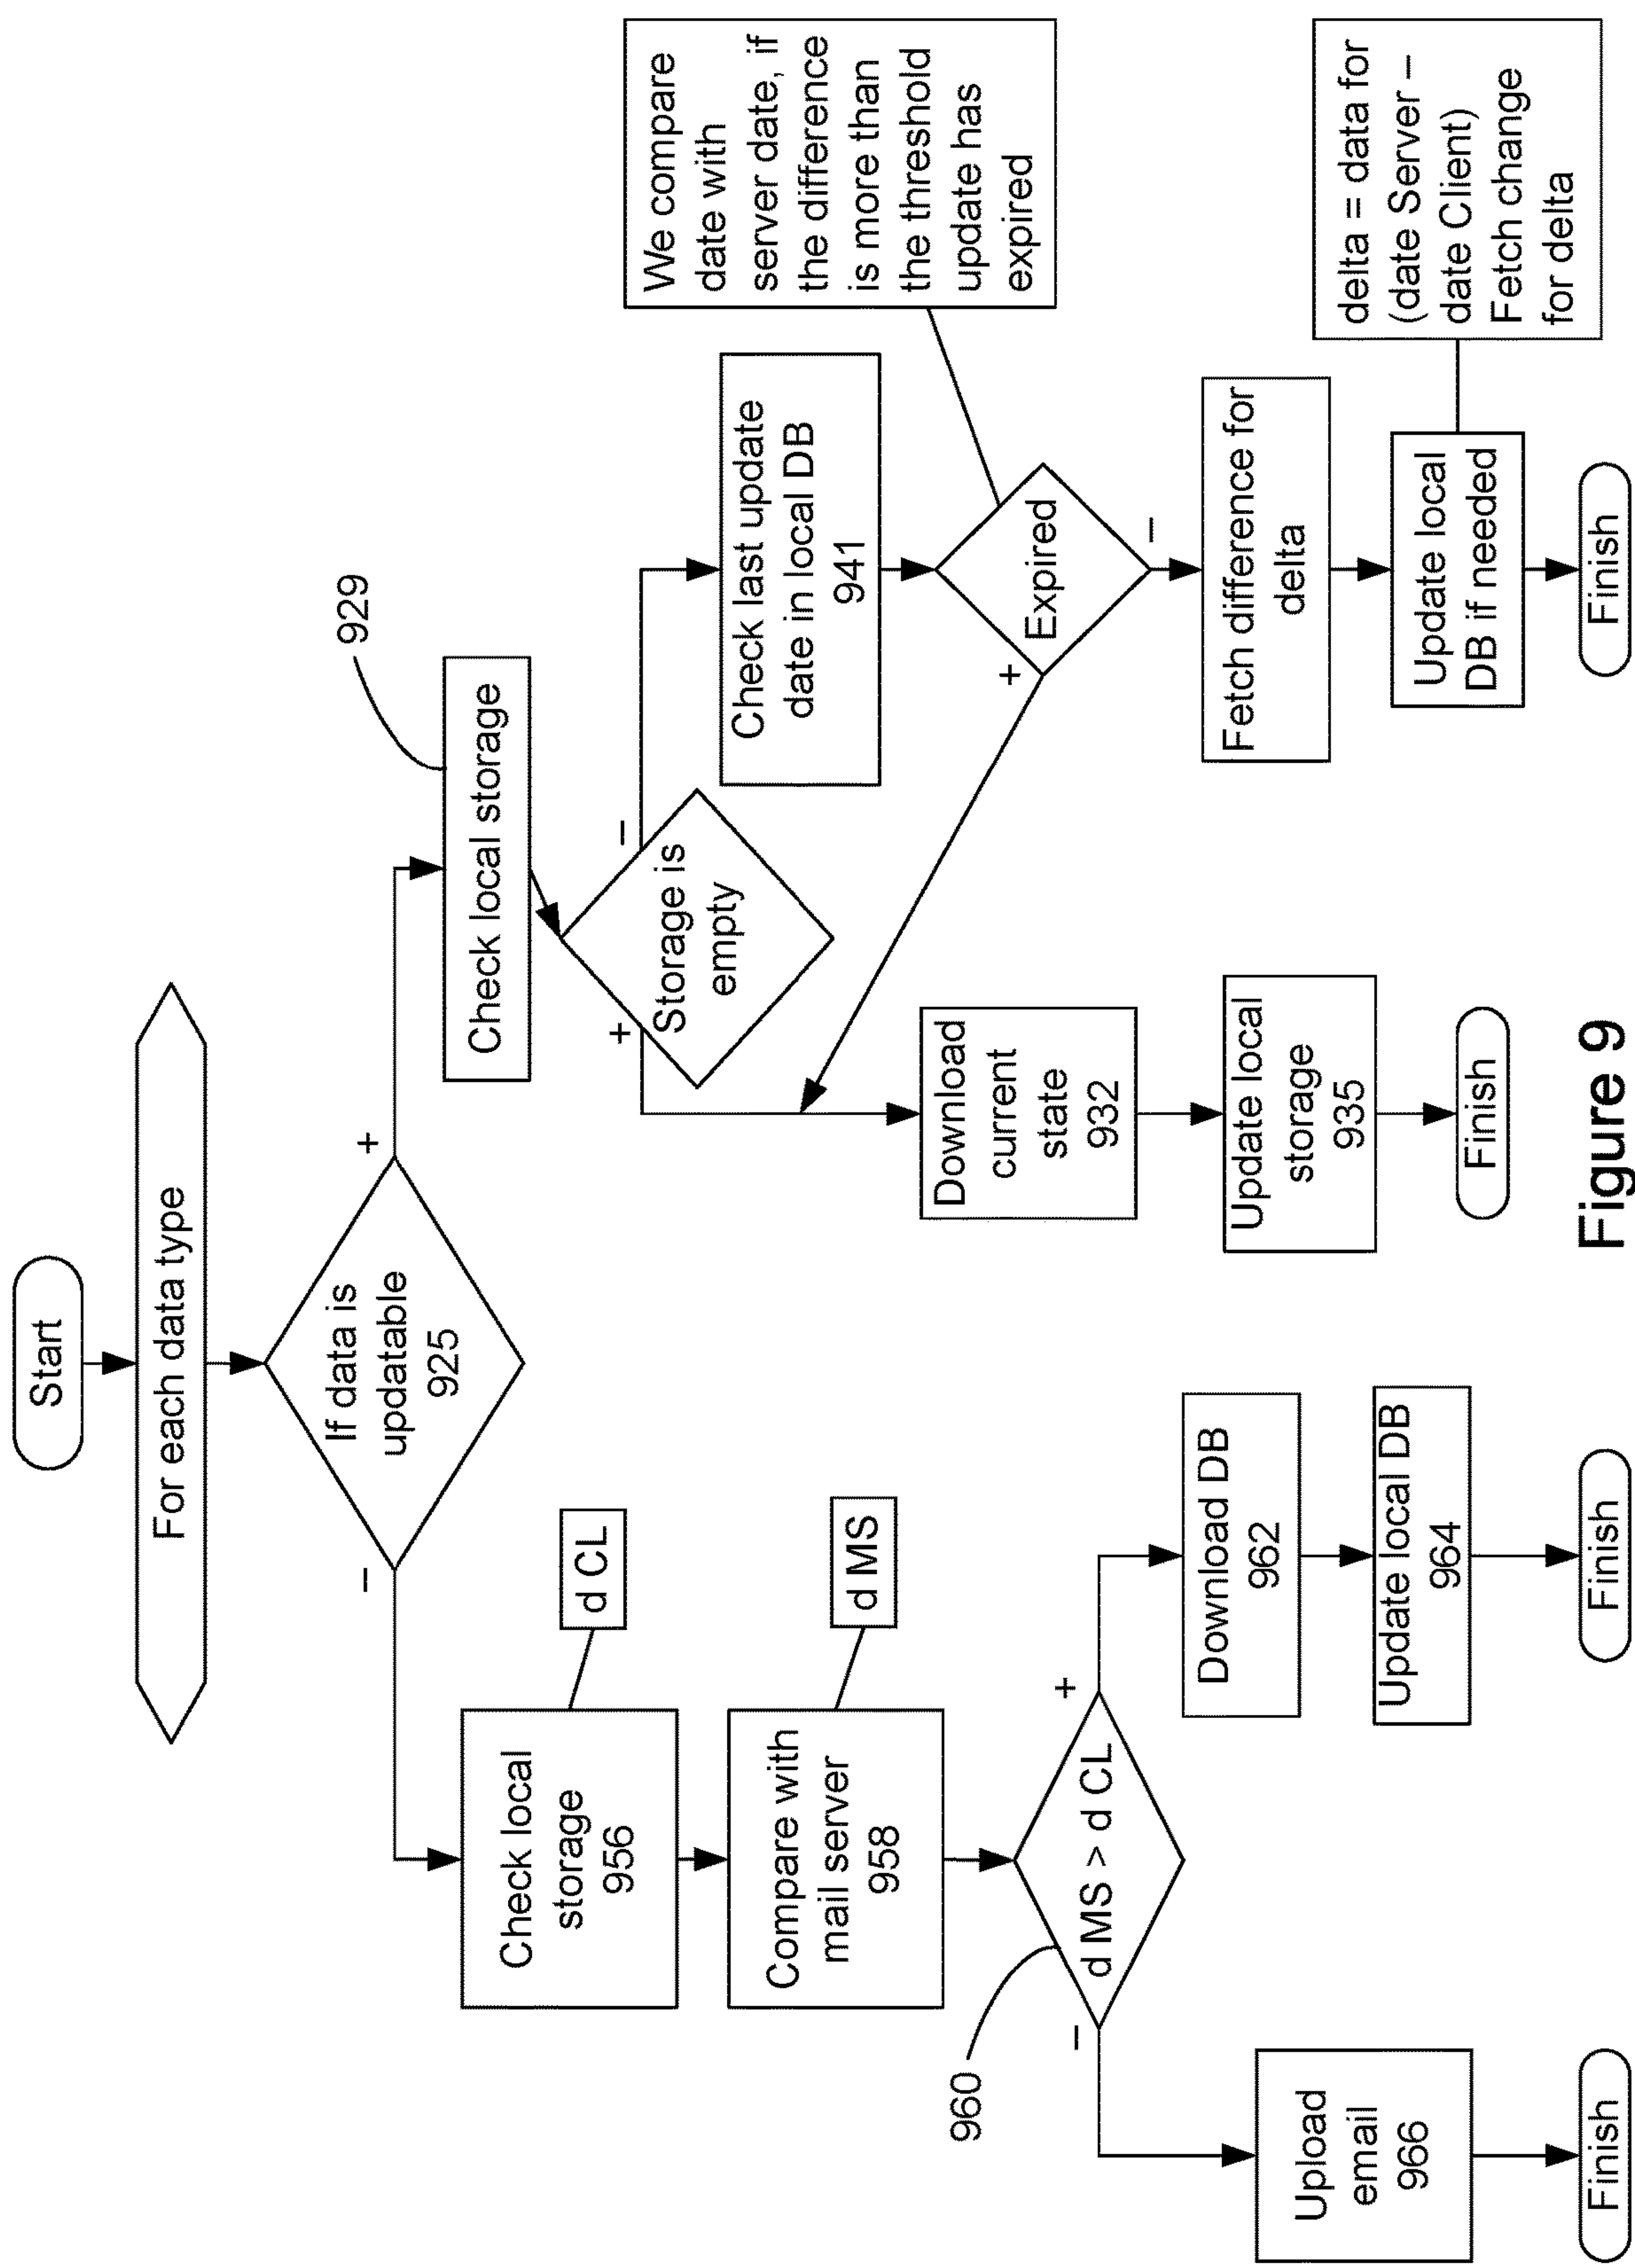 Start
For each data type
If data is
updatable
925
–
+
Check local
storage
956
d CL
Compare with
mail server
958
d MS
960
d MS > d CL
–
+
Upload
email
966
Finish
Download DB
962
Update local DB
964
Finish
929
Check local storage
Storage is
empty
+
–
Download
current
state
932
Update local
storage
935
Finish
Check last update
date in local DB
941
Expired
+
–
We compare
date with
server date, if
the difference
is more than
the threshold
update has
expired
Fetch difference for
delta
Update local
DB if needed
delta = data for
(date Server –
date Client)
Fetch change
for delta
Finish
Figure 9